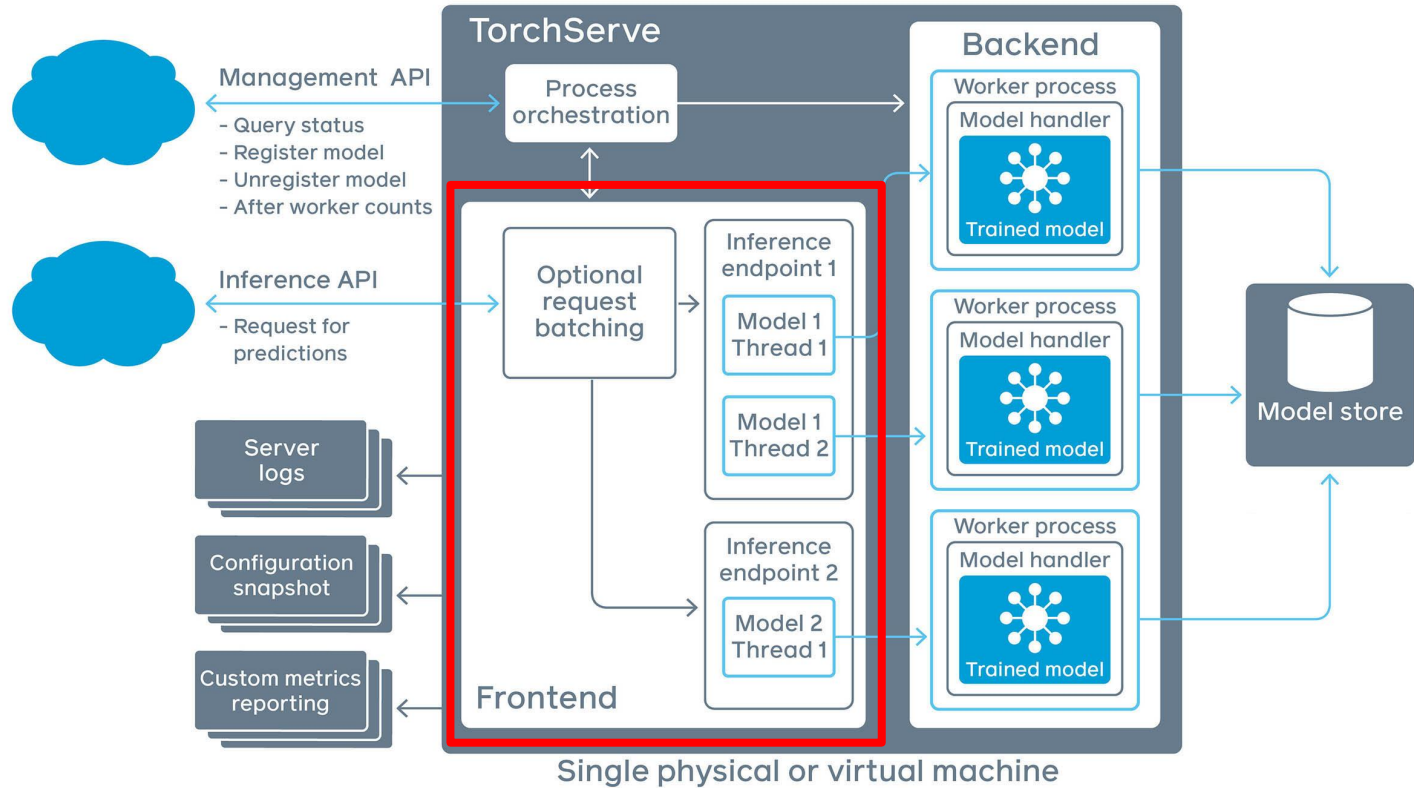 TorchServe
Backend
Management API
- Query status
- Register model
- Unregister model
- After worker counts
Process
orchestration
Inference API
- Request for
predictions
Optional
request
batching
Inference
endpoint 1
Model 1
Thread 1
Model 1
Thread 2
Inference
endpoint 2
Model 2
Thread 1
Frontend
Worker process
Model handler
Trained model
Worker process
Model handler
Trained model
Worker process
Model handler
Trained model
Model store
Server
logs
Configuration
snapshot
Custom metrics
reporting
Single physical or virtual machine